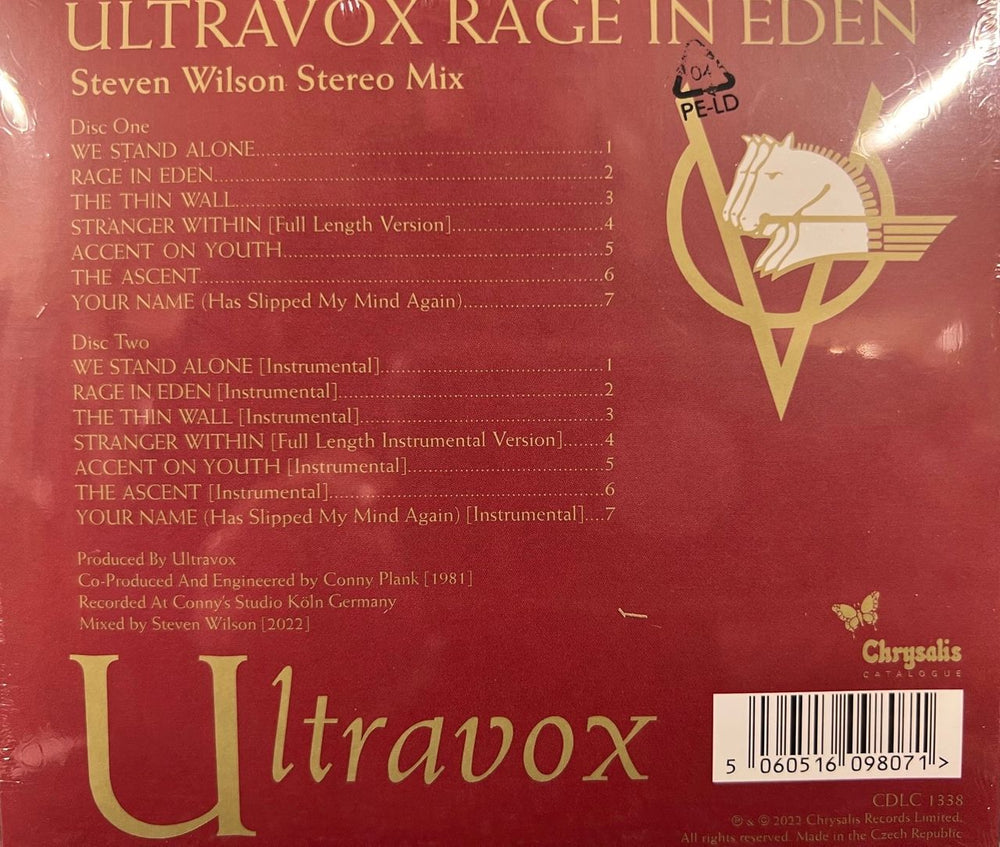 ULTRAVOX RAGE IN EDEN
Steven Wilson Stereo Mix
04
PE-LD
Disc One
WE STAND ALONE....................................................1
RAGE IN EDEN..........................................................2
THE THIN WALL.......................................................3
STRANGER WITHIN [Full Length Version].....................4
ACCENT ON YOUTH................................................5
THE ASCENT............................................................6
YOUR NAME (Has Slipped My Mind Again)....................7
Disc Two
WE STAND ALONE [Instrumental]................................1
RAGE IN EDEN [Instrumental]......................................2
THE THIN WALL [Instrumental]...................................3
STRANGER WITHIN [Full Length Instrumental Version].......4
ACCENT ON YOUTH [Instrumental].............................5
THE ASCENT [Instrumental]........................................6
YOUR NAME (Has Slipped My Mind Again) [Instrumental]....7
Produced By Ultravox
Co-Produced And Engineered by Conny Plank [1981]
Recorded At Conny's Studio Köln Germany
Mixed by Steven Wilson [2022]
Ultravox
Chrysalis
CATALOGUE
5 060516 098071 >
CDLC 1338
℗ & © 2022 Chrysalis Records Limited.
All rights reserved. Made in the Czech Republic